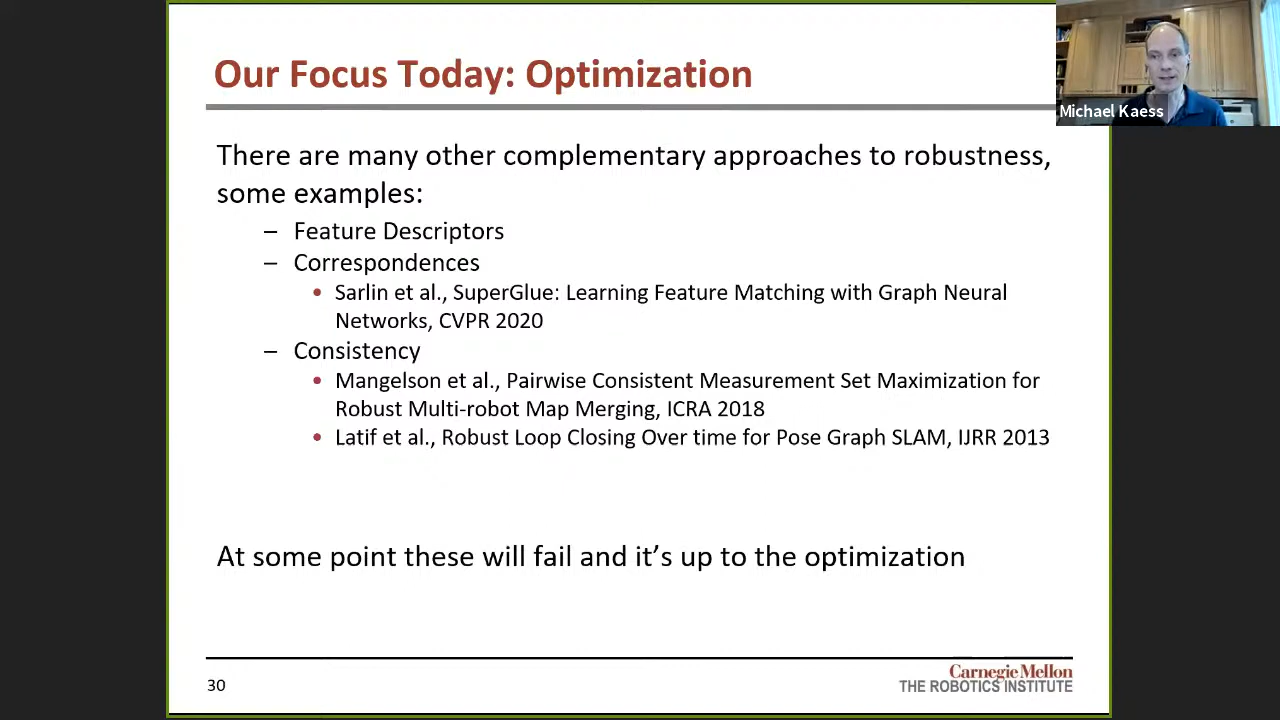 Our Focus Today: Optimization
Michael Kaess
There are many other complementary approaches to robustness,
some examples:
– Feature Descriptors
– Correspondences
• Sarlin et al., SuperGlue: Learning Feature Matching with Graph Neural
Networks, CVPR 2020
– Consistency
• Mangelson et al., Pairwise Consistent Measurement Set Maximization for
Robust Multi-robot Map Merging, ICRA 2018
• Latif et al., Robust Loop Closing Over time for Pose Graph SLAM, IJRR 2013
At some point these will fail and it’s up to the optimization
30
Carnegie Mellon
THE ROBOTICS INSTITUTE